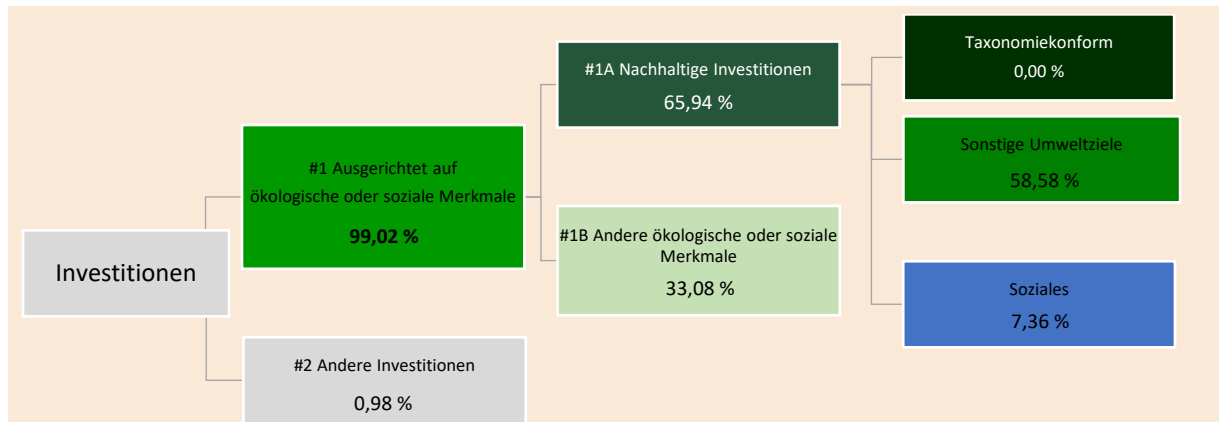 Investitionen
#1 Ausgerichtet auf
ökologische oder soziale Merkmale
99,02 %
#2 Andere Investitionen
0,98 %
#1A Nachhaltige Investitionen
65,94 %
#1B Andere ökologische oder soziale
Merkmale
33,08 %
Taxonomiekonform
0,00 %
Sonstige Umweltziele
58,58 %
Soziales
7,36 %